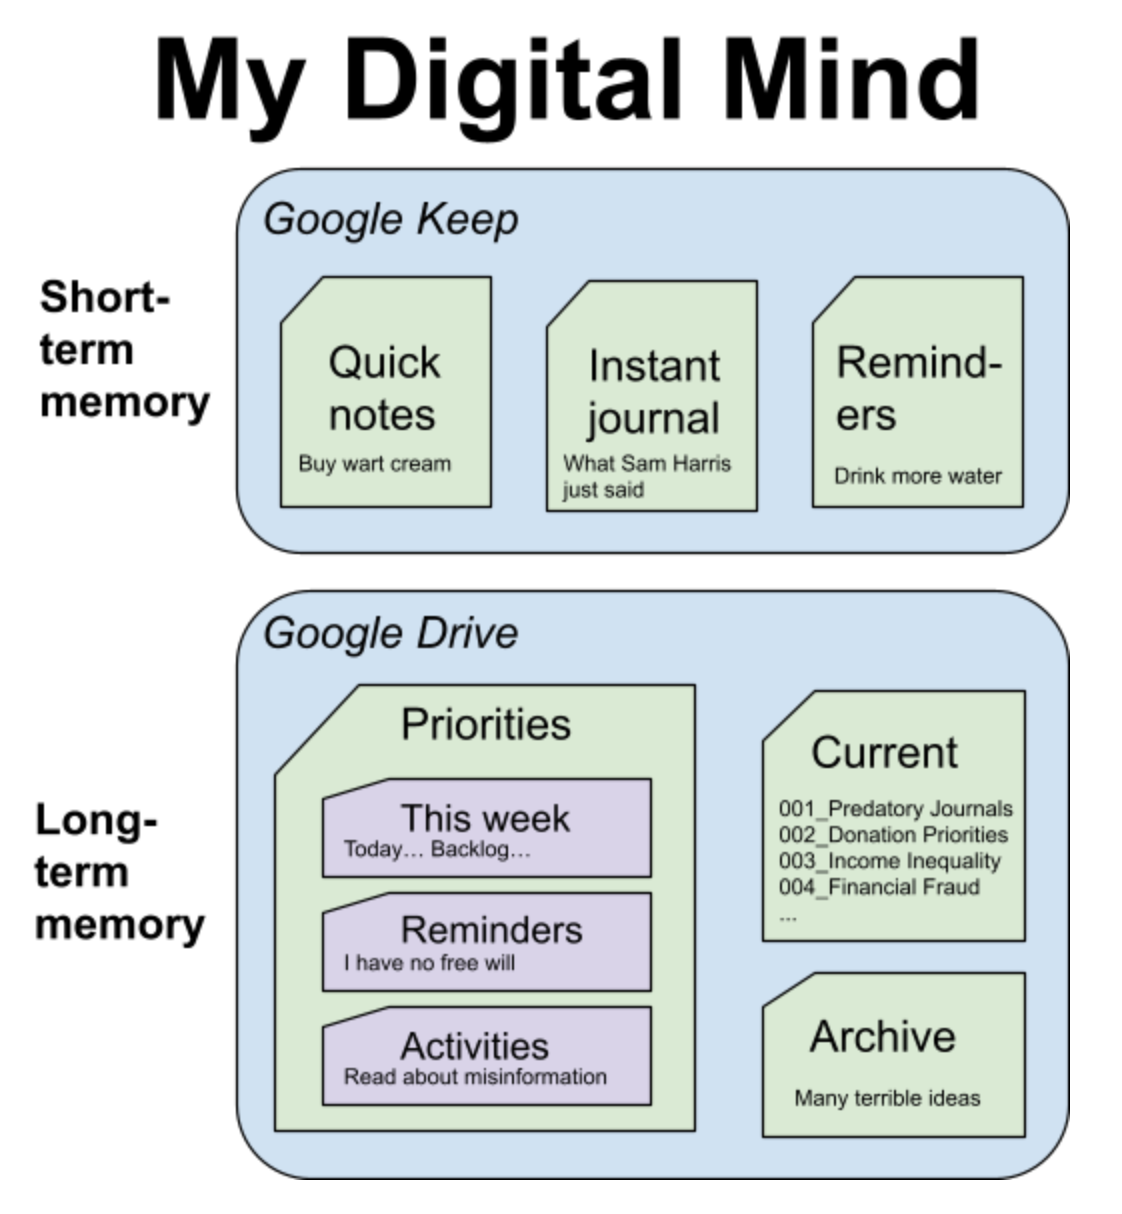 My Digital Mind
Short-
term
memory
Google Keep
Quick
notes
Buy wart cream
Instant
journal
What Sam Harris
just said
Remind-
ers
Drink more water
Long-
term
memory
Google Drive
Priorities
This week
Today... Backlog...
Reminders
I have no free will
Activities
Read about misinformation
Current
001_Predatory Journals
002_Donation Priorities
003_Income Inequality
004_Financial Fraud
...
Archive
Many terrible ideas